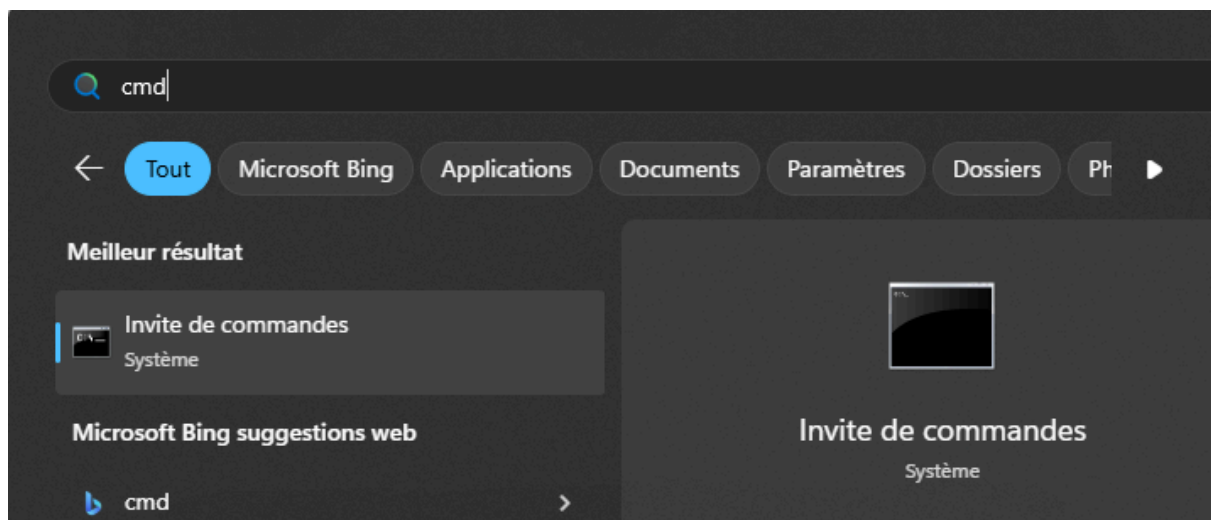 cmd
Tout Microsoft Bing Applications Documents Paramètres Dossiers Ph
Meilleur résultat
Invite de commandes
Système
Invite de commandes
Système
Microsoft Bing suggestions web
cmd